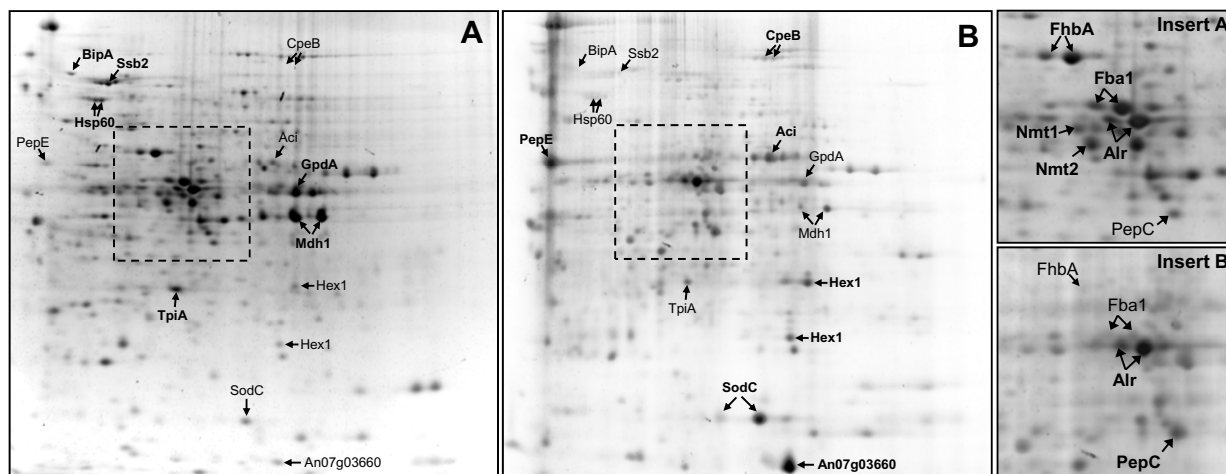 A
BipA
Ssb2
CpeB
Hsp60
PepE
Aci
GpdA
Mdh1
TpiA
Hex1
Hex1
SodC
An07g03660
B
CpeB
BipA
Ssb2
Hsp60
PepE
Aci
GpdA
Mdh1
TpiA
Hex1
Hex1
SodC
An07g03660
Insert A
FhbA
Fba1
Nmt1
Alr
Nmt2
PepC
Insert B
FhbA
Fba1
Alr
PepC